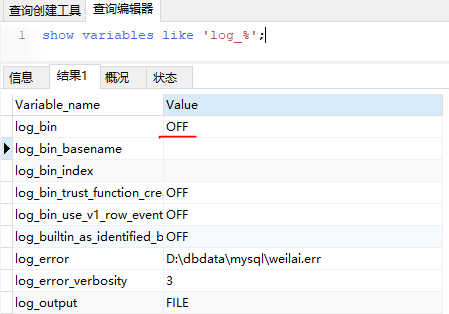 查询创建工具 查询编辑器
1 show variables like 'log_%';
信息 结果1 概况 状态
Variable_name Value
log_bin OFF
log_bin_basename
log_bin_index
log_bin_trust_function_cre OFF
log_bin_use_v1_row_event OFF
log_builtin_as_identified_b OFF
log_error D:\dbdata\mysql\weilai.err
log_error_verbosity 3
log_output FILE